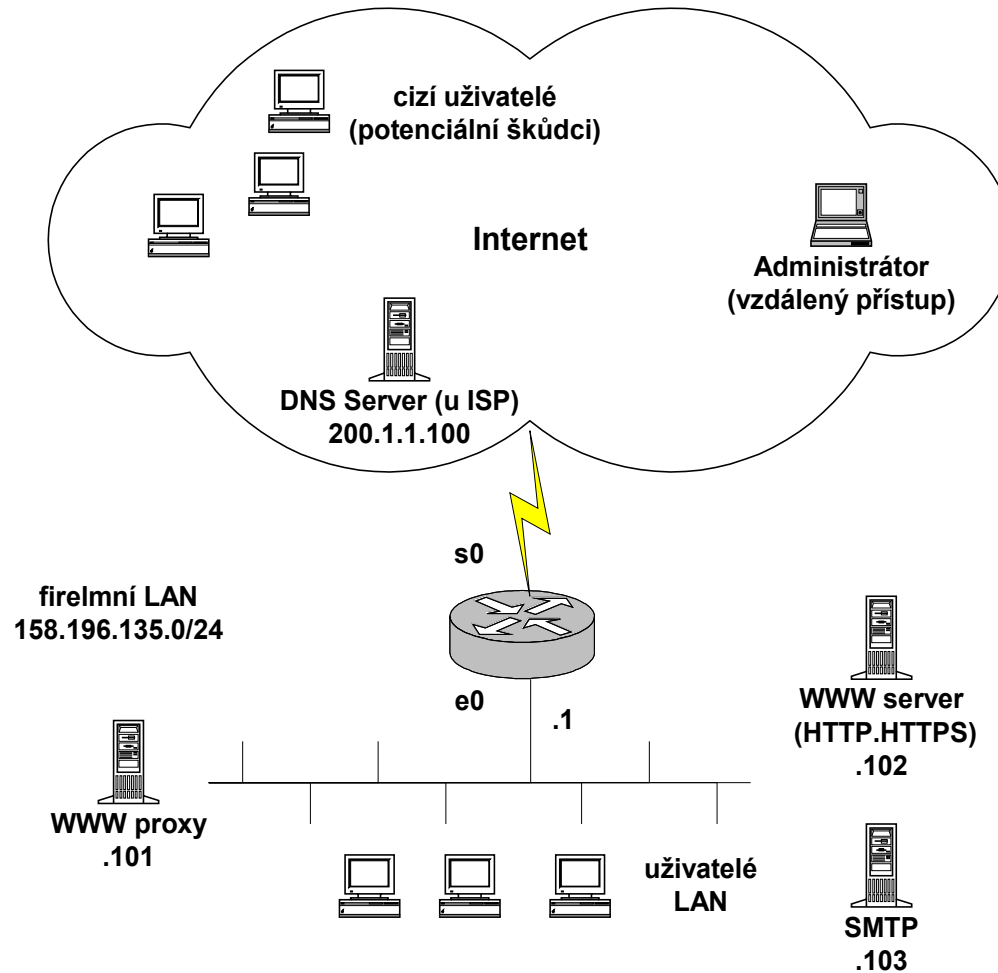 cizí uživatelé
(potenciální škůdci)
Internet
Administrátor
(vzdálený přístup)
DNS Server (u ISP)
200.1.1.100
s0
fireImní LAN
158.196.135.0/24
e0
.1
WWW server
(HTTP.HTTPS)
.102
WWW proxy
.101
uživatelé
LAN
SMTP
.103